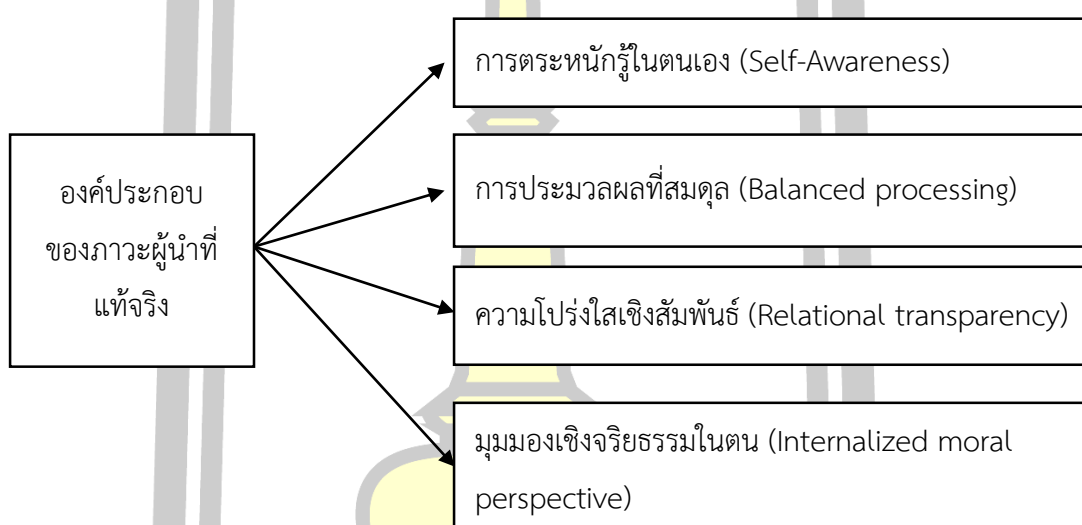 การตระหนักรู้ในตนเอง (Self-Awareness)
องค์ประกอบ
ของภาวะผู้นำที่
แท้จริง
การประมวลผลที่สมดุล (Balanced processing)
ความโปร่งใสเชิงสัมพันธ์ (Relational transparency)
มุมมองเชิงจริยธรรมในตน (Internalized moral
perspective)